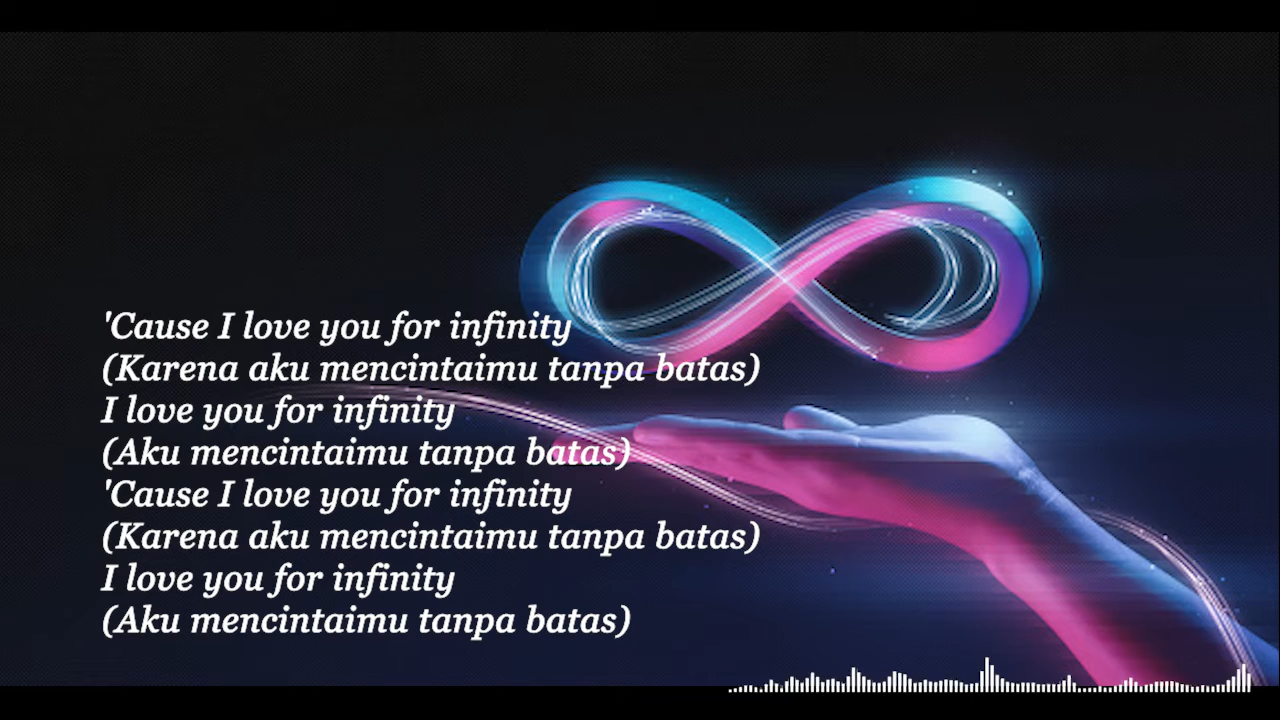 'Cause I love you for infinity
(Karena aku mencintaimu tanpa batas)
I love you for infinity
(Aku mencintaimu tanpa batas)
'Cause I love you for infinity
(Karena aku mencintaimu tanpa batas)
I love you for infinity
(Aku mencintaimu tanpa batas)